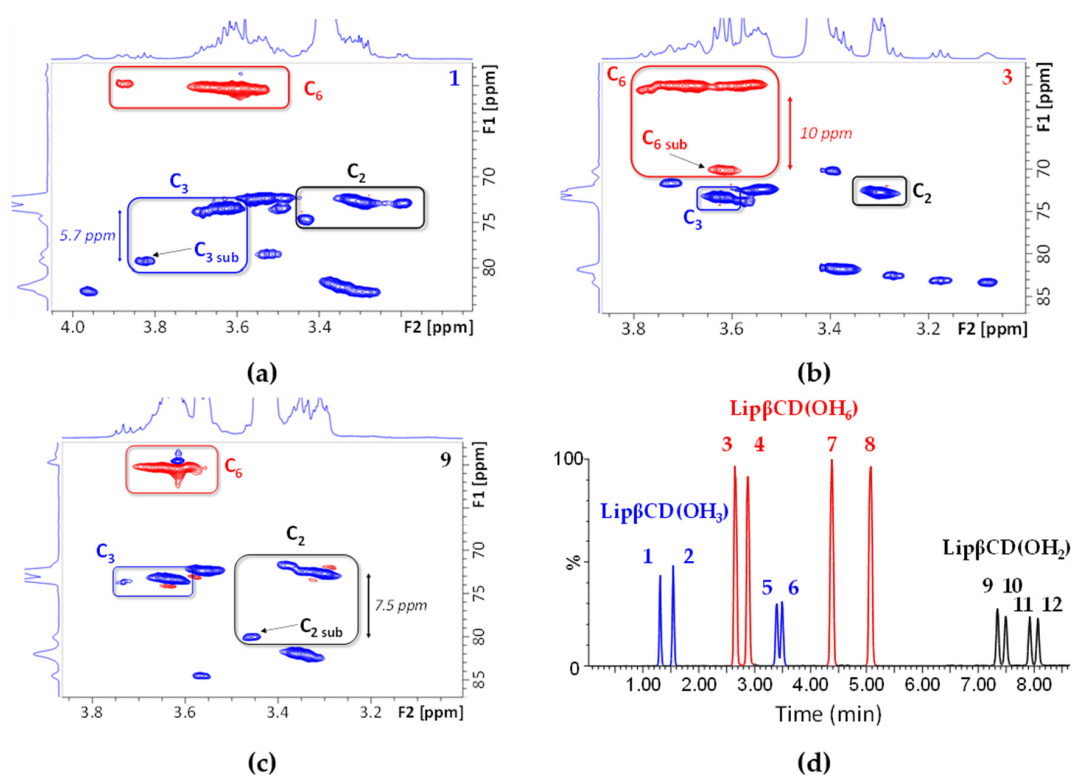 1
C6
C3
C2
5.7 ppm
C3 sub
F1 [ppm]
70
75
80
4.0
3.8
3.6
3.4
F2 [ppm]
(a)
3
C6
C6 sub
10 ppm
C3
C2
F1 [ppm]
70
75
80
85
3.8
3.6
3.4
3.2
F2 [ppm]
(b)
9
C6
C3
C2
7.5 ppm
C2 sub
F1 [ppm]
70
75
80
85
3.8
3.6
3.4
3.2
F2 [ppm]
(c)
LipβCD(OH6)
3 4 7 8
LipβCD(OH3)
1 2 5 6
LipβCD(OH2)
9 10 11 12
100
%
0
1.00 2.00 3.00 4.00 5.00 6.00 7.00 8.00
Time (min)
(d)